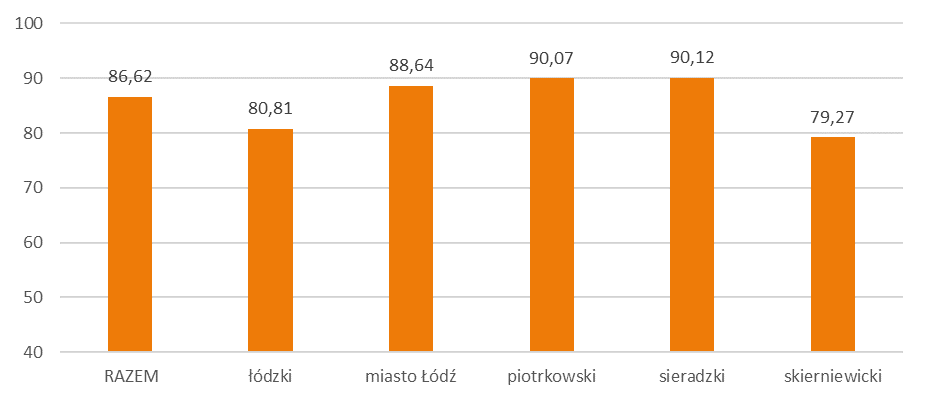 100
90
80
70
60
50
40
86,62
80,81
88,64
90,07
90,12
79,27
RAZEM
łódzki
miasto Łódź
piotrkowski
sieradzki
skierniewicki